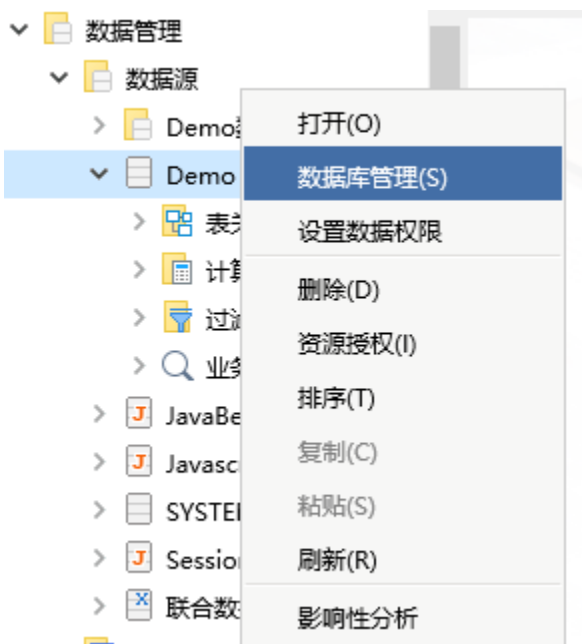 数据管理
数据源
Demo
打开(O)
Demo
数据库管理(S)
设置数据权限
删除(D)
资源授权(I)
排序(T)
JavaBe
复制(C)
Javasc
粘贴(S)
SYSTE
刷新(R)
Sessio
联合数
影响性分析